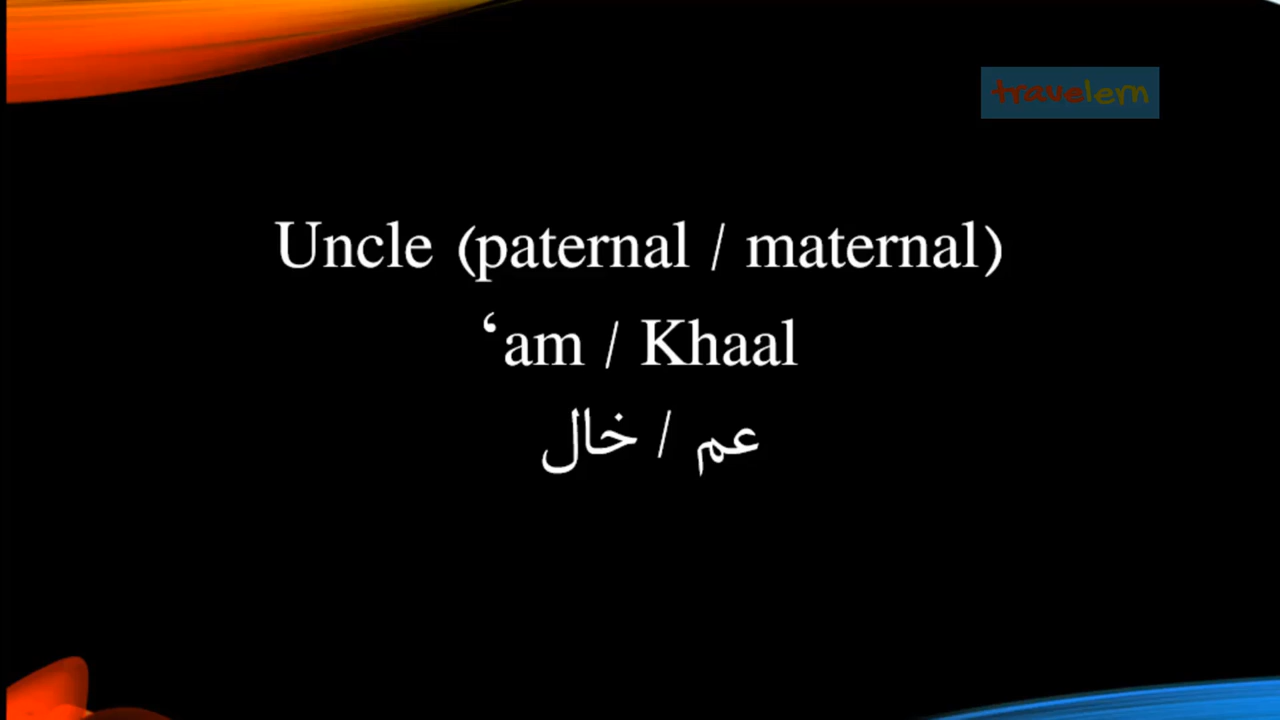 travelern
Uncle (paternal / maternal)
‘am / Khaal
عم / خال